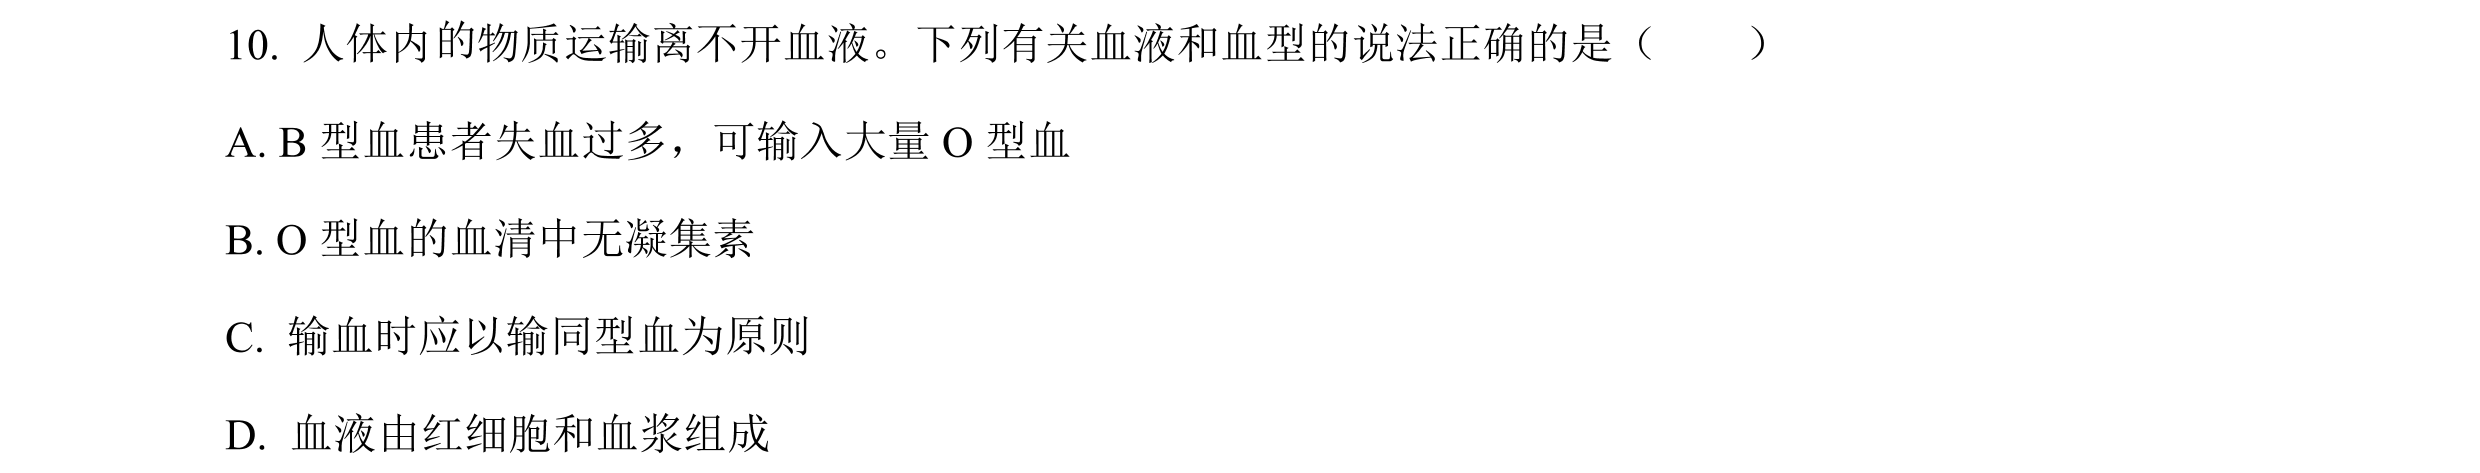 10. 人体内的物质运输离不开血液。下列有关血液和血型的说法正确的是（　　）
A. B 型血患者失血过多，可输入大量 O 型血
B. O 型血的血清中无凝集素
C. 输血时应以输同型血为原则
D. 血液由红细胞和血浆组成